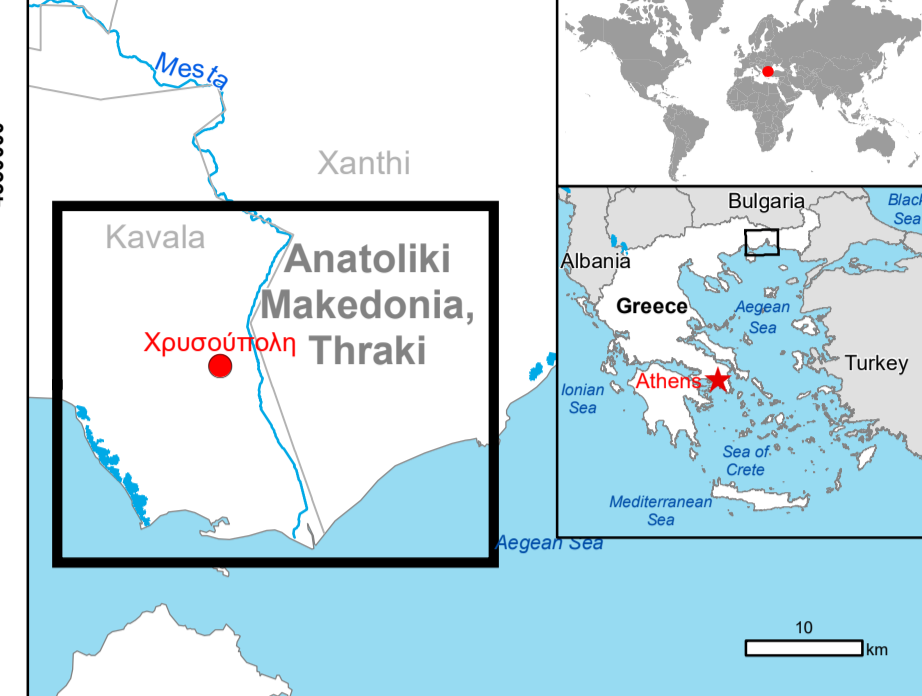 Mesta
Xanthi
Kavala
Anatoliki
Makedonia,
Thraki
Χρυσούπολη
Aegean Sea
Bulgaria
Black
Sea
Albania
Greece
Aegean
Sea
Turkey
Athens
Ionian
Sea
Sea of
Crete
Mediterranean
Sea
10
km